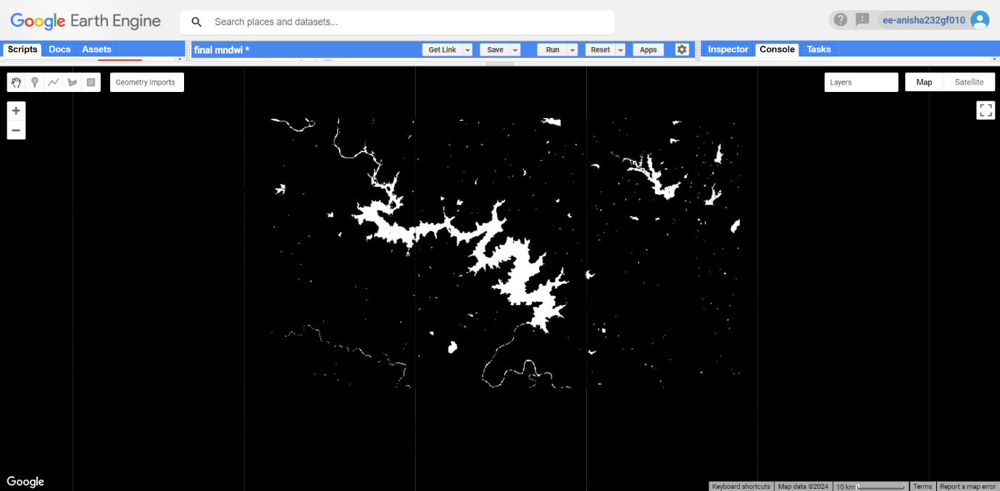 Google Earth Engine
Search places and datasets...
ee-anisha232gf010
Scripts Docs Assets
final mndwi *
Get Link Save Run Reset Apps
Inspector Console Tasks
Geometry Imports
Layers
Map Satellite
+
−
Google
Keyboard shortcuts Map data ©2024 10 km Terms Report a map error